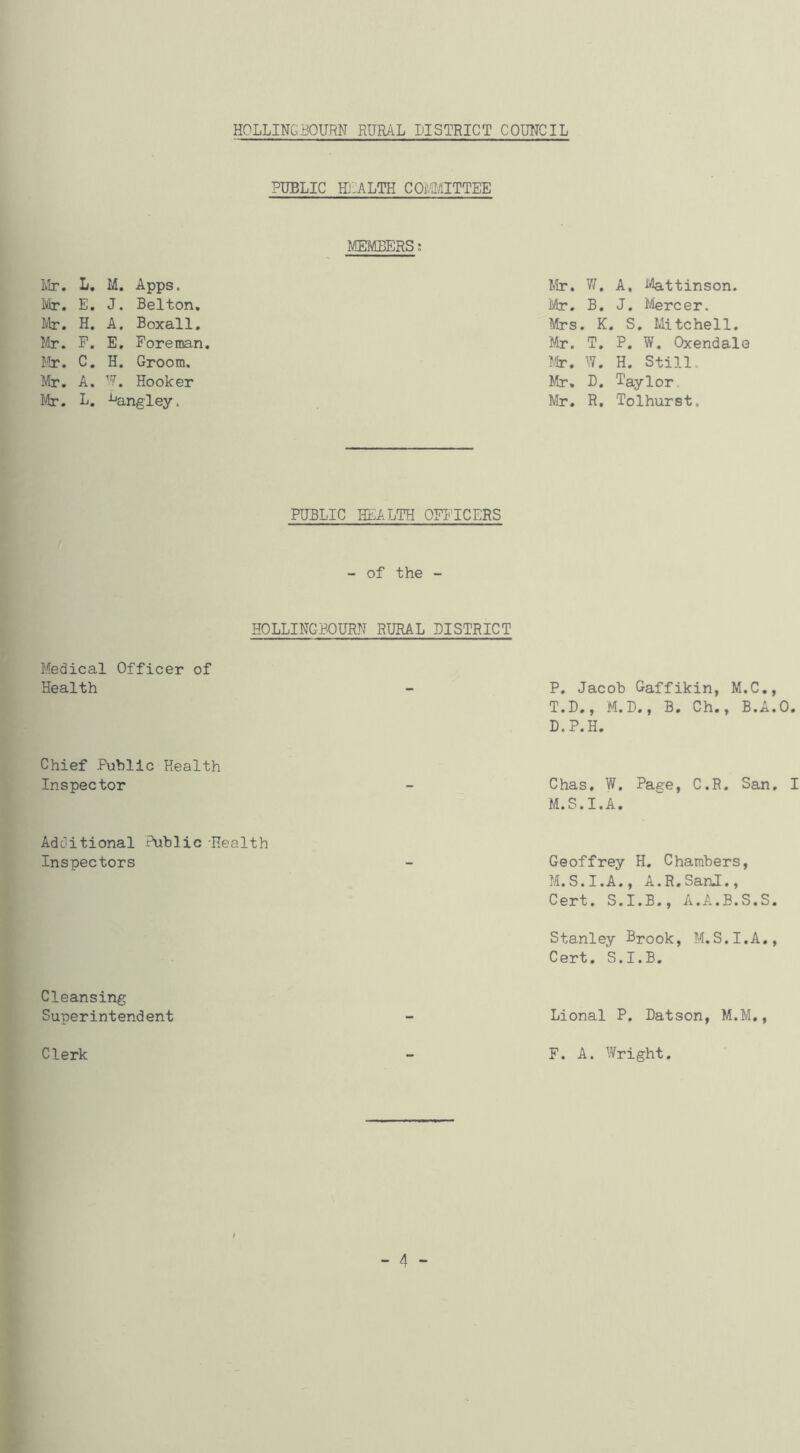 HOLLINGBOURN RURAL DISTRICT COUNCIL
PUBLIC HEALTH COMMITTEE
MEMBERS:
Mr. L. M. Apps.
Mr. E. J. Belton.
Mr. H. A. Boxall.
Mr. F. E. Foreman.
Mr. C. H. Groom.
Mr. A. W. Hooker
Mr. L. Langley.
Mr. W. A. Mattinson.
Mr. B. J. Mercer.
Mrs. K. S. Mitchell.
Mr. T. P. W. Oxendale
Mr. W. H. Still.
Mr. D. Taylor.
Mr. R. Tolhurst.
PUBLIC HEALTH OFFICERS
- of the -
HOLLINGBOURN RURAL DISTRICT
Medical Officer of
Health - P. Jacob Gaffikin, M.C.,
T.D., M.D., B. Ch., B.A.O.
D.P.H.
Chief Public Health
Inspector - Chas. W. Page, C.R. San. I
M.S.I.A.
Additional Public Health
Inspectors - Geoffrey H. Chambers,
M.S.I.A., A.R.SanI.,
Cert. S.I.B., A.A.B.S.S.
Stanley Brook, M.S.I.A.,
Cert. S.I.B.
Cleansing
Superintendent - Lional P. Datson, M.M.,
Clerk - F. A. Wright.
- 4 -